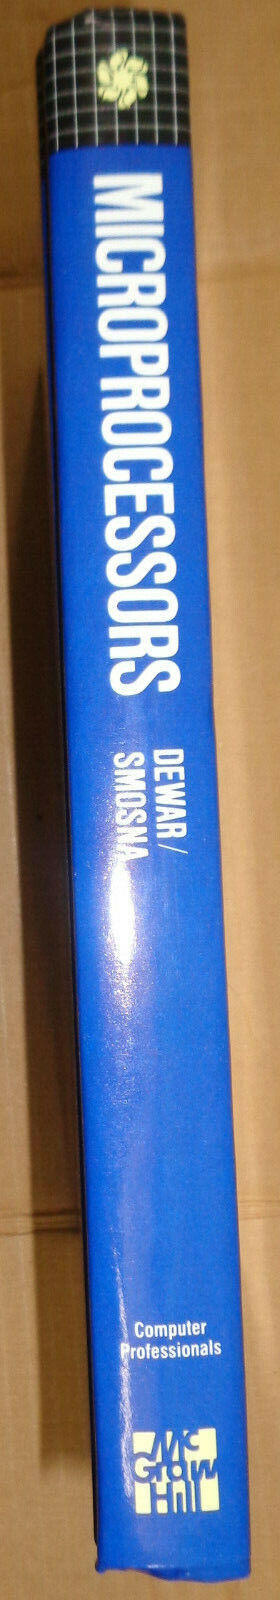 MICROPROCESSORS
DEWAR/
SMOSNA
Computer
Professionals
Mc
Graw
Hill